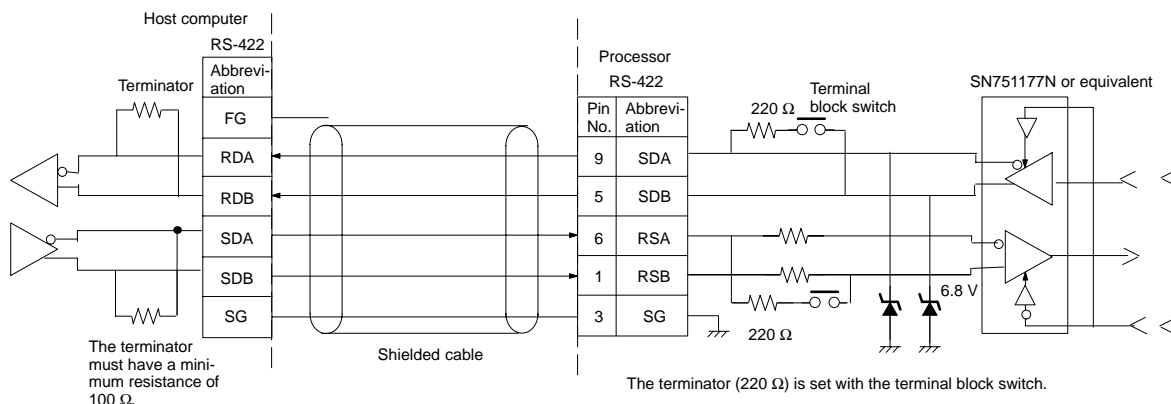 Host computer
RS-422
Abbrevi-
ation
FG
RDA
RDB
SDA
SDB
SG
Terminator
The terminator
must have a mini-
mum resistance of
100 Ω.
Shielded cable
Processor
RS-422
Pin
No.
Abbrevi-
ation
9 SDA
5 SDB
6 RSA
1 RSB
3 SG
220 Ω
Terminal
block switch
220 Ω
6.8 V
SN751177N or equivalent
The terminator (220 Ω) is set with the terminal block switch.